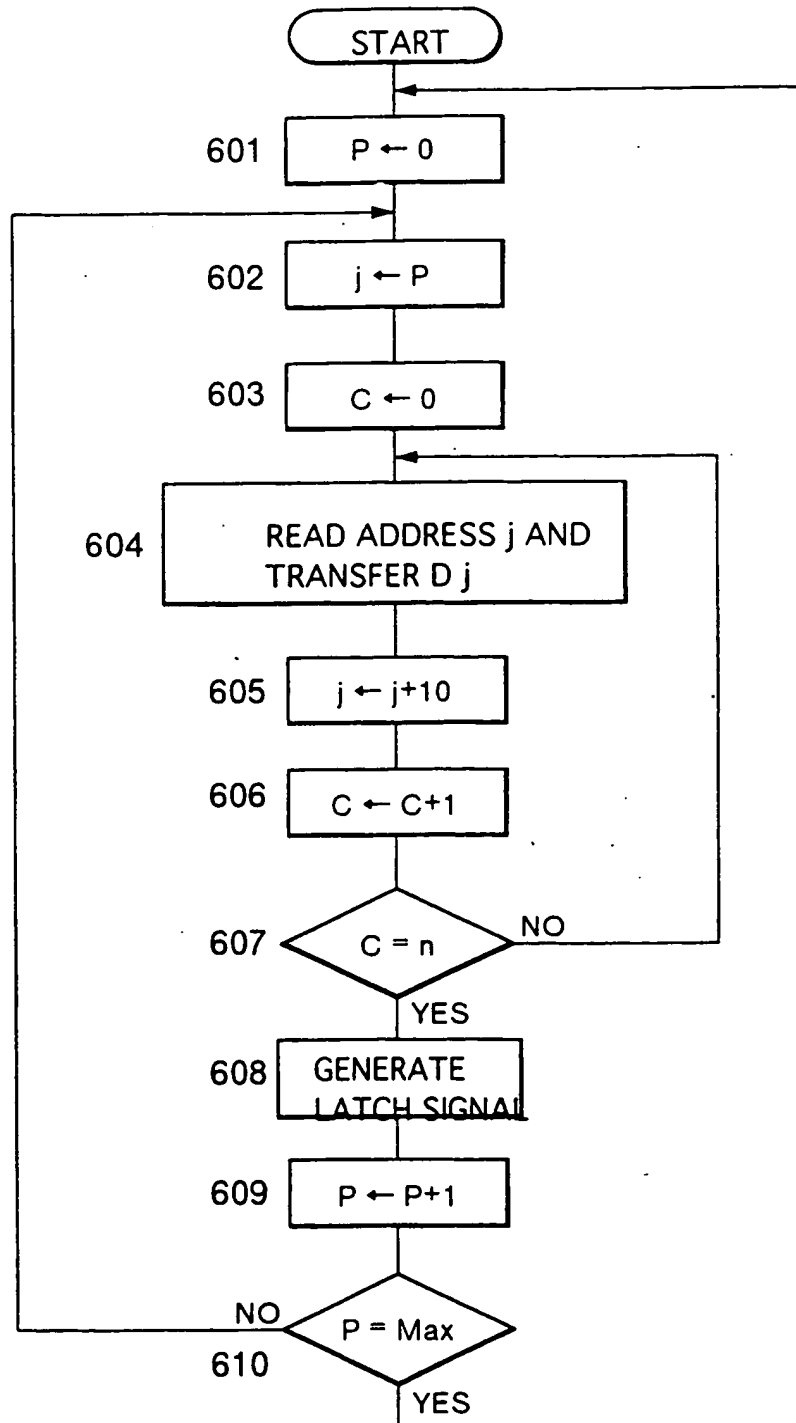 START
601
P ← 0
602
j ← P
603
C ← 0
604
READ ADDRESS j AND
TRANSFER D j
605
j ← j+10
606
C ← C+1
607
C = n
NO
YES
608
GENERATE
LATCH SIGNAL
609
P ← P+1
NO
P = Max
610
YES